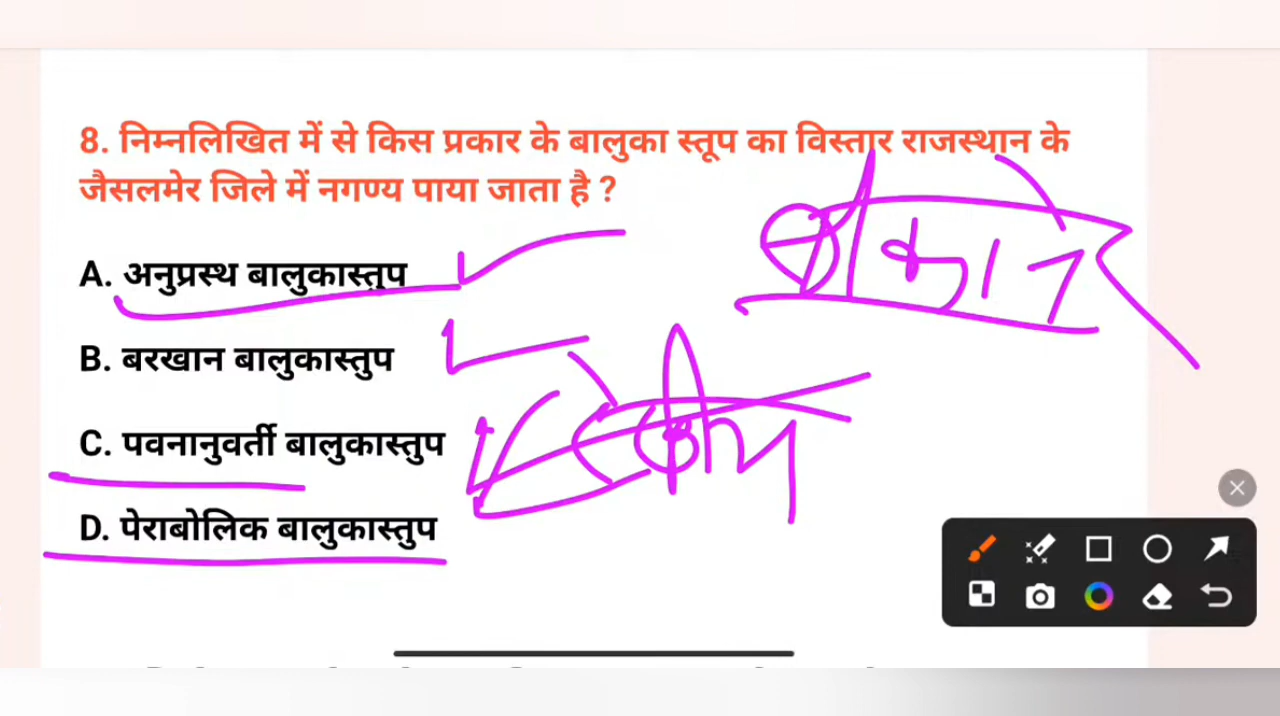 8. निम्नलिखित में से किस प्रकार के बालुका स्तूप का विस्तार राजस्थान के
जैसलमेर जिले में नगण्य पाया जाता है ?
A. अनुप्रस्थ बालुकास्तुप
B. बरखान बालुकास्तुप
C. पवनानुवर्ती बालुकास्तुप
D. पेराबोलिक बालुकास्तुप